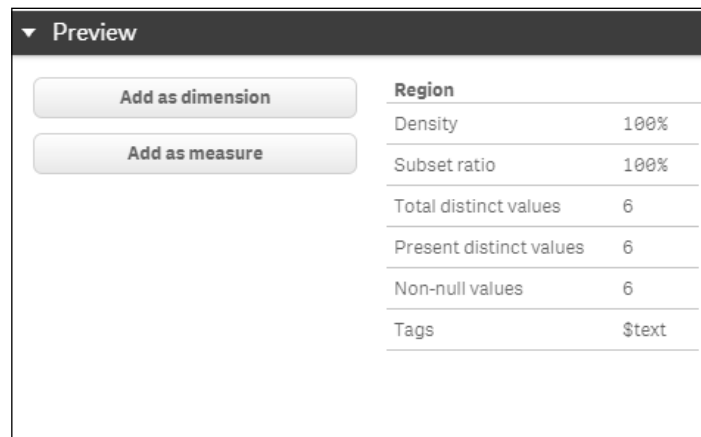 Preview
Add as dimension
Add as measure
Region
Density 100%
Subset ratio 100%
Total distinct values 6
Present distinct values 6
Non-null values 6
Tags $text